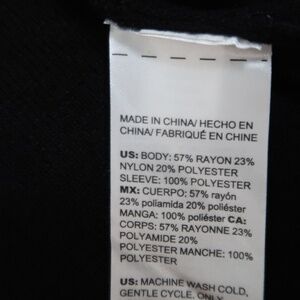 MADE IN CHINA/ HECHO EN
CHINA/ FABRIQUÉ EN CHINE
US: BODY: 57% RAYON 23%
NYLON 20% POLYESTER
SLEEVE: 100% POLYESTER
MX: CUERPO: 57% rayón
23% poliamida 20% poliéster
MANGA: 100% poliéster CA:
CORPS: 57% RAYONNE 23%
POLYAMIDE 20%
POLYESTER MANCHE: 100%
POLYESTER
US: MACHINE WASH COLD,
GENTLE CYCLE, ONLY